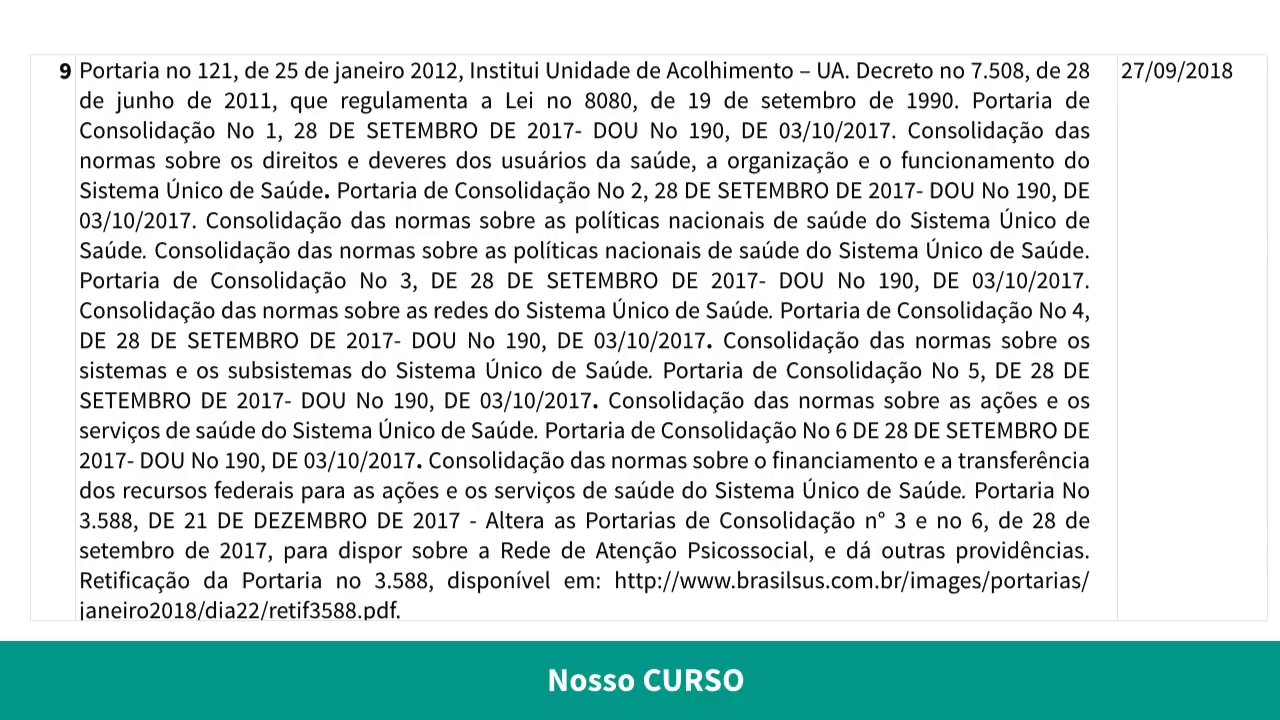 9 Portaria no 121, de 25 de janeiro 2012, Institui Unidade de Acolhimento – UA. Decreto no 7.508, de 28 27/09/2018
de junho de 2011, que regulamenta a Lei no 8080, de 19 de setembro de 1990. Portaria de
Consolidação No 1, 28 DE SETEMBRO DE 2017- DOU No 190, DE 03/10/2017. Consolidação das
normas sobre os direitos e deveres dos usuários da saúde, a organização e o funcionamento do
Sistema Único de Saúde. Portaria de Consolidação No 2, 28 DE SETEMBRO DE 2017- DOU No 190, DE
03/10/2017. Consolidação das normas sobre as políticas nacionais de saúde do Sistema Único de
Saúde. Consolidação das normas sobre as políticas nacionais de saúde do Sistema Único de Saúde.
Portaria de Consolidação No 3, DE 28 DE SETEMBRO DE 2017- DOU No 190, DE 03/10/2017.
Consolidação das normas sobre as redes do Sistema Único de Saúde. Portaria de Consolidação No 4,
DE 28 DE SETEMBRO DE 2017- DOU No 190, DE 03/10/2017. Consolidação das normas sobre os
sistemas e os subsistemas do Sistema Único de Saúde. Portaria de Consolidação No 5, DE 28 DE
SETEMBRO DE 2017- DOU No 190, DE 03/10/2017. Consolidação das normas sobre as ações e os
serviços de saúde do Sistema Único de Saúde. Portaria de Consolidação No 6 DE 28 DE SETEMBRO DE
2017- DOU No 190, DE 03/10/2017. Consolidação das normas sobre o financiamento e a transferência
dos recursos federais para as ações e os serviços de saúde do Sistema Único de Saúde. Portaria No
3.588, DE 21 DE DEZEMBRO DE 2017 - Altera as Portarias de Consolidação n° 3 e no 6, de 28 de
setembro de 2017, para dispor sobre a Rede de Atenção Psicossocial, e dá outras providências.
Retificação da Portaria no 3.588, disponível em: http://www.brasilsus.com.br/images/portarias/
janeiro2018/dia22/retif3588.pdf.
Nosso CURSO